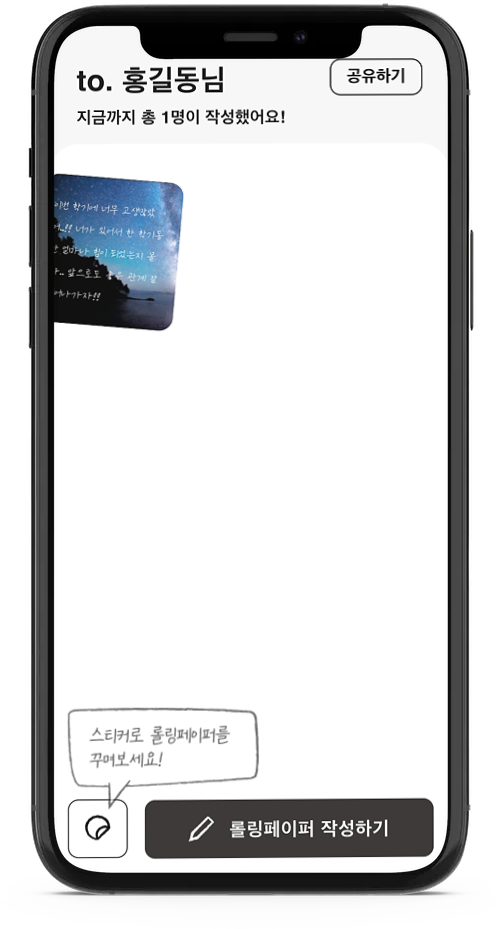 to. 홍길동님
공유하기
지금까지 총 1명이 작성했어요!
이번 학기에 너무 고생많았
어..!! 너가 있어서 한 학기동
얼마나 힘이 되었는지 몰
라.. 앞으로도 좋은 관계 잘
이어나가자!!
스티커로 롤링페이퍼를
꾸며보세요!
롤링페이퍼 작성하기